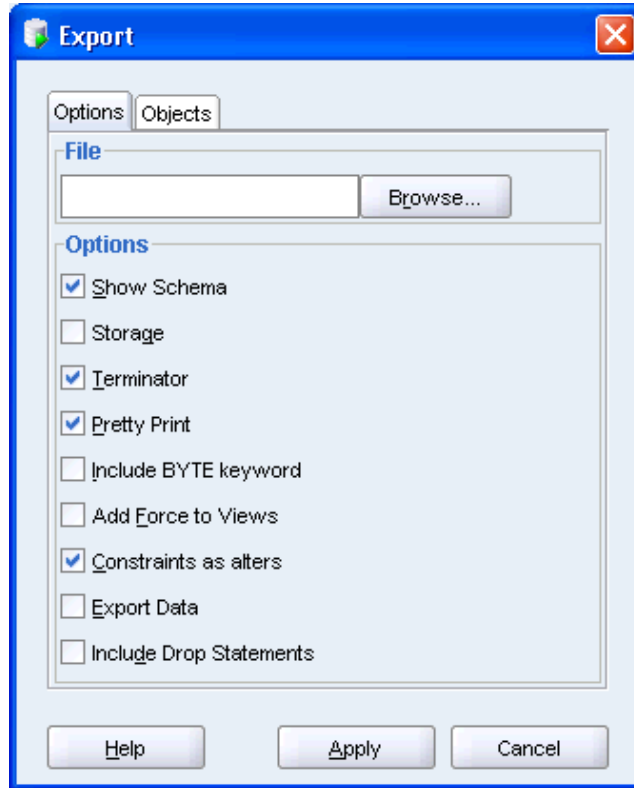 Export
Options Objects
File
Browse...
Options
Show Schema
Storage
Terminator
Pretty Print
Include BYTE keyword
Add Force to Views
Constraints as alters
Export Data
Include Drop Statements
Help Apply Cancel